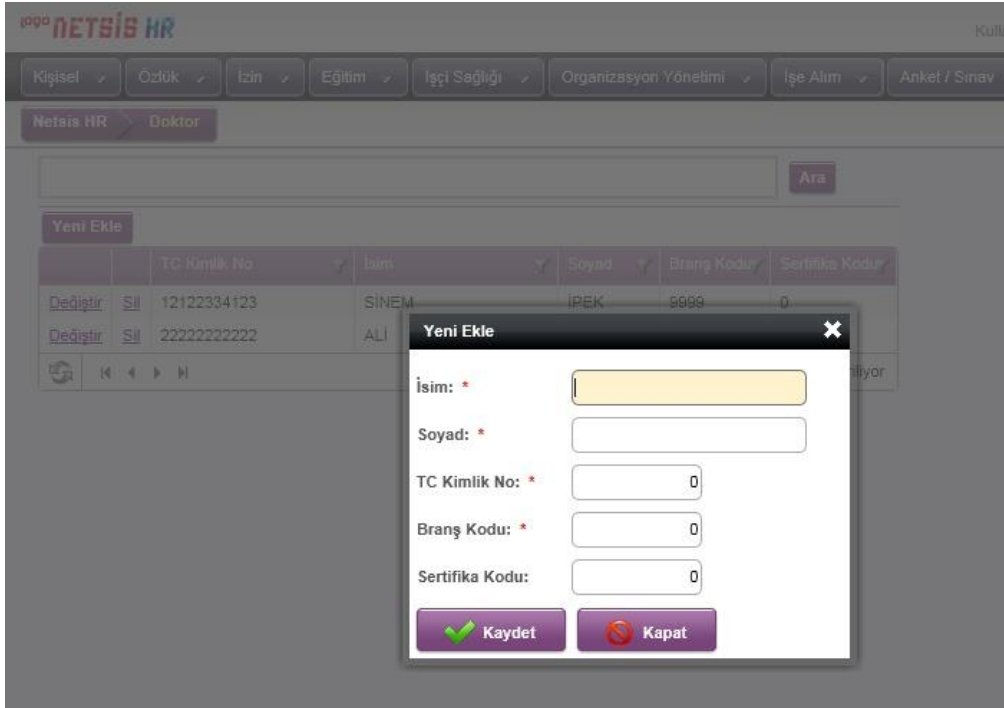 logo NETSİS HR
Kulla
Kişisel Özlük İzin Eğitim İşçi Sağlığı Organizasyon Yönetimi İşe Alım Anket / Sınav
Netsis HR Doktor
Ara
Yeni Ekle
TC Kimlik No İsim Soyad Branş Kodu Sertifika Kodu
Değiştir Sil 12122334123 SİNEM İPEK 9999 0
Değiştir Sil 22222222222 ALİ
Yeni Ekle
İsim: *
Soyad: *
TC Kimlik No: * 0
Branş Kodu: * 0
Sertifika Kodu: 0
Kaydet Kapat